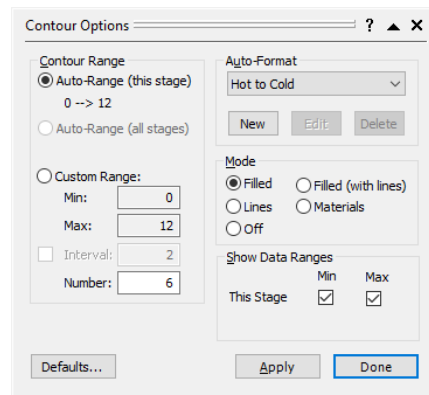 Contour Options ?
Contour Range
Auto-Range (this stage)
0 --> 12
Auto-Range (all stages)
Custom Range:
Min: 0
Max: 12
Interval: 2
Number: 6
Auto-Format
Hot to Cold
New Edit Delete
Mode
Filled Filled (with lines)
Lines Materials
Off
Show Data Ranges
Min Max
This Stage
Defaults... Apply Done